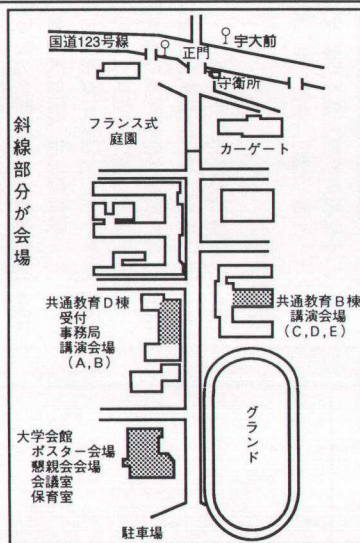 国道123号線
宇大前
正門
守衛所
フランス式
庭園
カーゲート
斜線部分が会場
共通教育D棟
受付
事務局
講演会場
(A,B)
共通教育B棟
講演会場
(C,D,E)
グランド
大学会館
ポスター会場
懇親会会場
会議室
保育室
駐車場